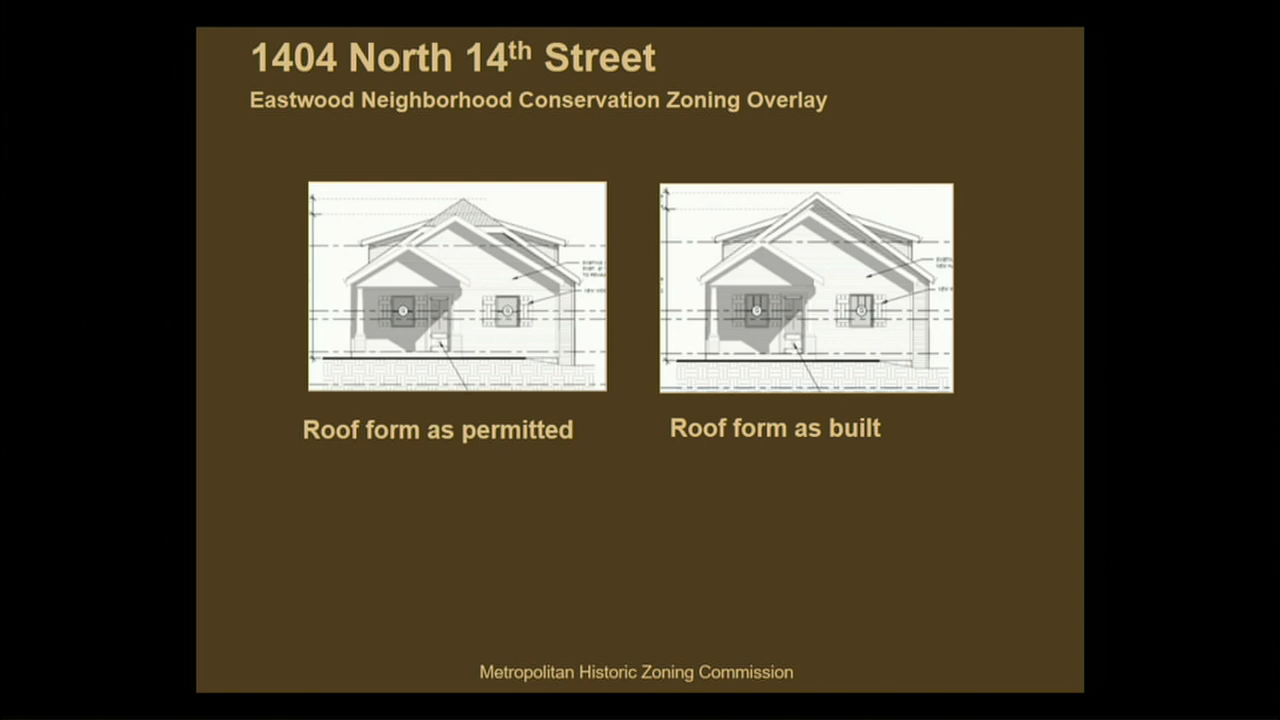 1404 North 14th Street
Eastwood Neighborhood Conservation Zoning Overlay
Roof form as permitted
Roof form as built
Metropolitan Historic Zoning Commission